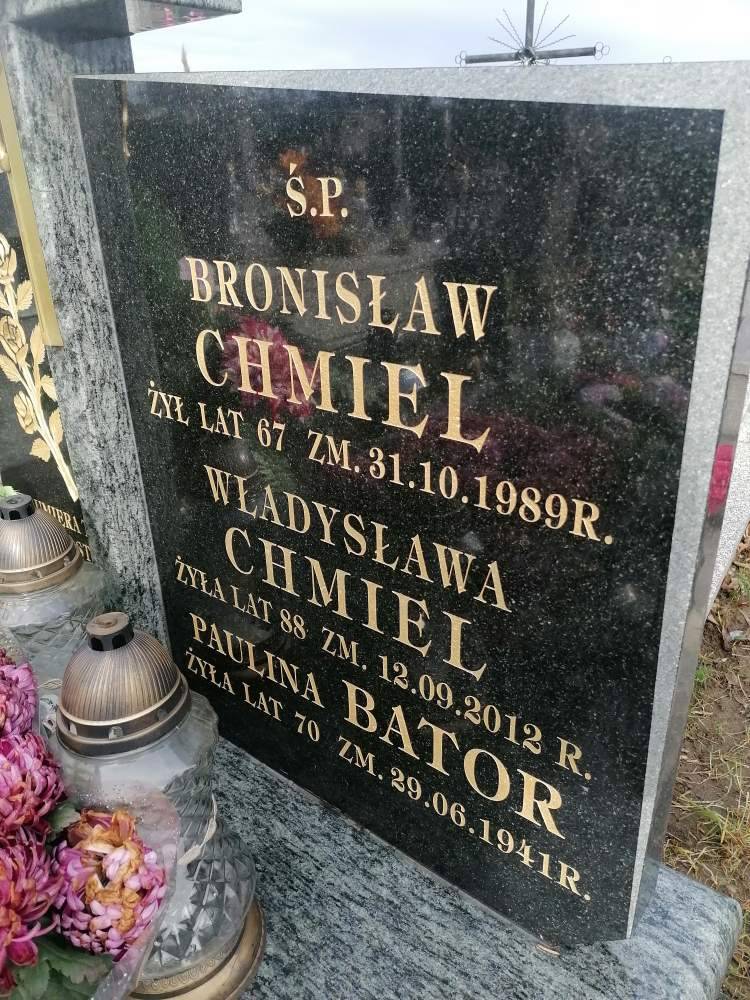 Ś.P.
BRONISŁAW
CHMIEL
ŻYŁ LAT 67 ZM. 31.10.1989R.
WŁADYSŁAWA
CHMIEL
ŻYŁA LAT 88 ZM. 12.09.2012 R.
PAULINA BATOR
ŻYŁA LAT 70 ZM. 29.06.1941R.